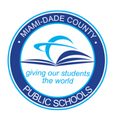 MIAMI-DADE COUNTY
giving our students
the world
PUBLIC SCHOOLS